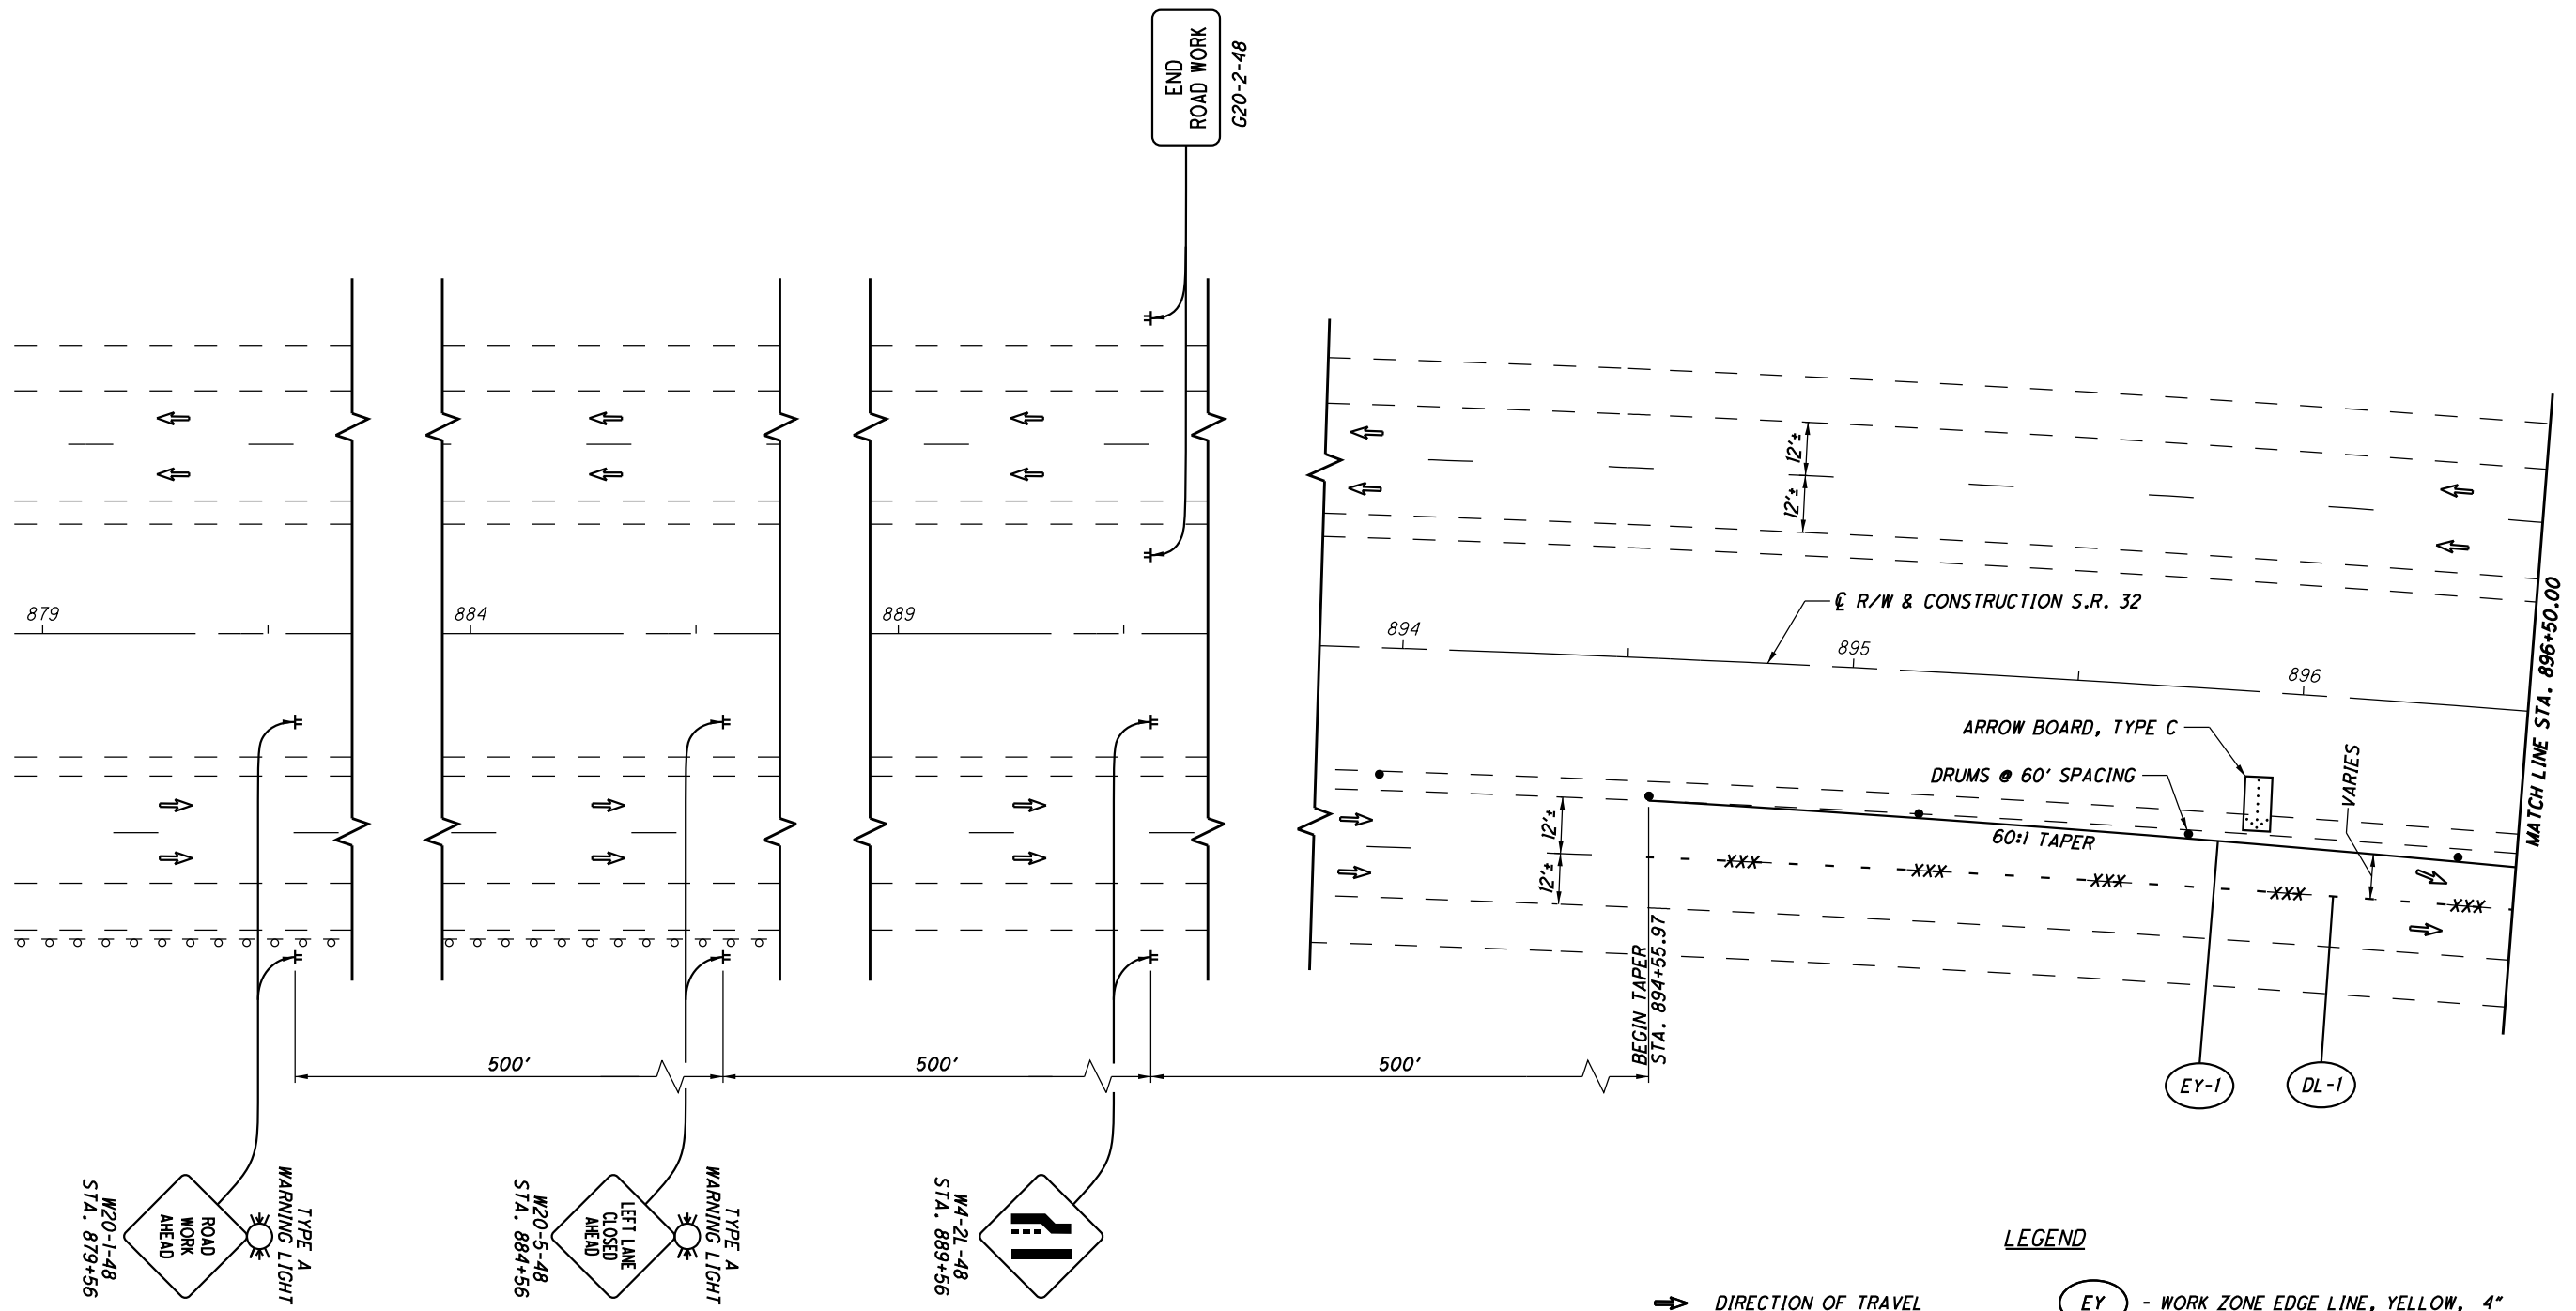 END
ROAD WORK
G20-2-48
12'±
12'±
879
884
889
894
895
896
℄ R/W & CONSTRUCTION S.R. 32
MATCH LINE STA. 896+50.00
ARROW BOARD, TYPE C
DRUMS @ 60' SPACING
VARIES
60:1 TAPER
12'±
12'±
XXX
XXX
XXX
XXX
XXX
BEGIN TAPER
STA. 894+55.97
500'
500'
500'
EY-1
DL-1
TYPE A
WARNING LIGHT
ROAD
WORK
AHEAD
W20-1-48
STA. 879+56
TYPE A
WARNING LIGHT
LEFT LANE
CLOSED
AHEAD
W20-5-48
STA. 884+56
W4-2L-48
STA. 889+56
LEGEND
DIRECTION OF TRAVEL
EY - WORK ZONE EDGE LINE, YELLOW, 4"